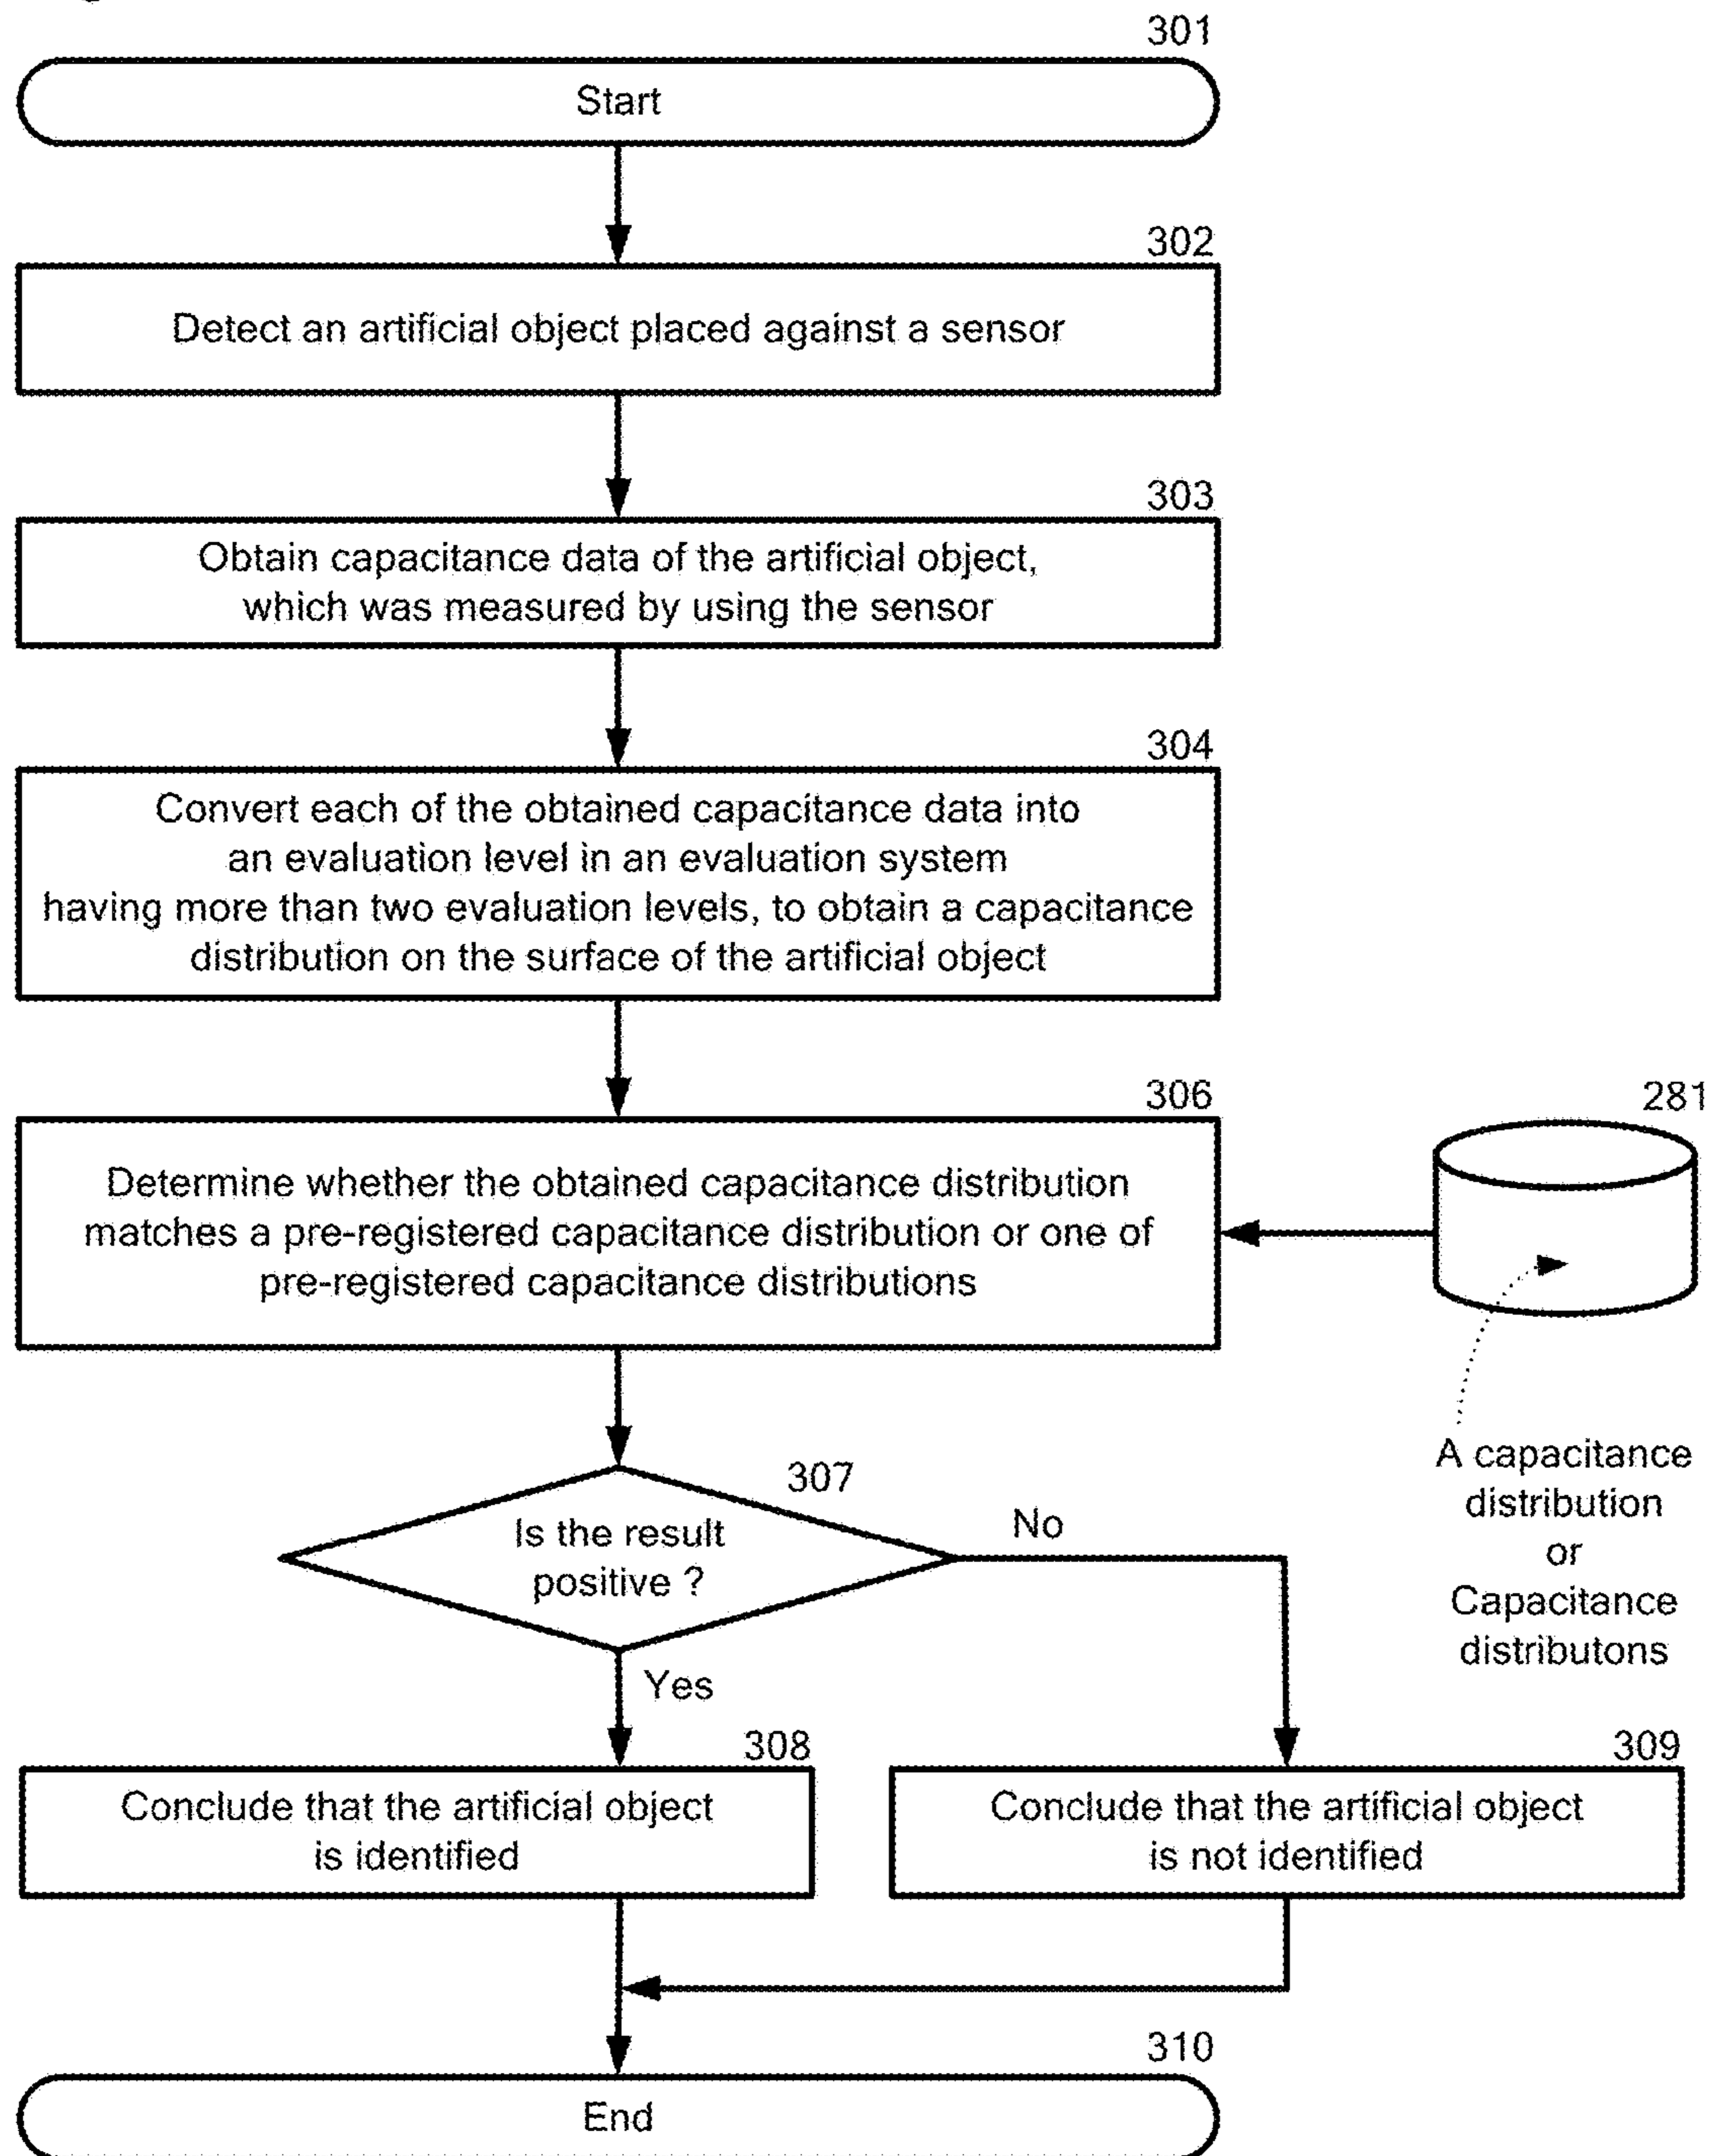 301
Start
302
Detect an artificial object placed against a sensor
303
Obtain capacitance data of the artificial object,
which was measured by using the sensor
304
Convert each of the obtained capacitance data into
an evaluation level in an evaluation system
having more than two evaluation levels, to obtain a capacitance
distribution on the surface of the artificial object
306
Determine whether the obtained capacitance distribution
matches a pre-registered capacitance distribution or one of
pre-registered capacitance distributions
281
A capacitance
distribution
or
Capacitance
distributons
307
Is the result
positive ?
No
Yes
308
Conclude that the artificial object
is identified
309
Conclude that the artificial object
is not identified
310
End